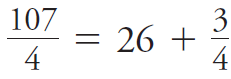 107/4 = 26 + 3/4